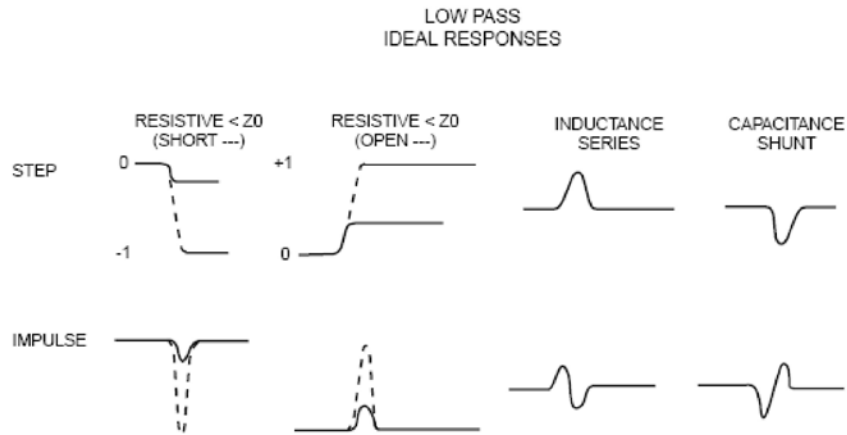 LOW PASS
IDEAL RESPONSES
RESISTIVE < Z0
(SHORT ---)
RESISTIVE < Z0
(OPEN ---)
INDUCTANCE
SERIES
CAPACITANCE
SHUNT
STEP
0
-1
+1
0
IMPULSE